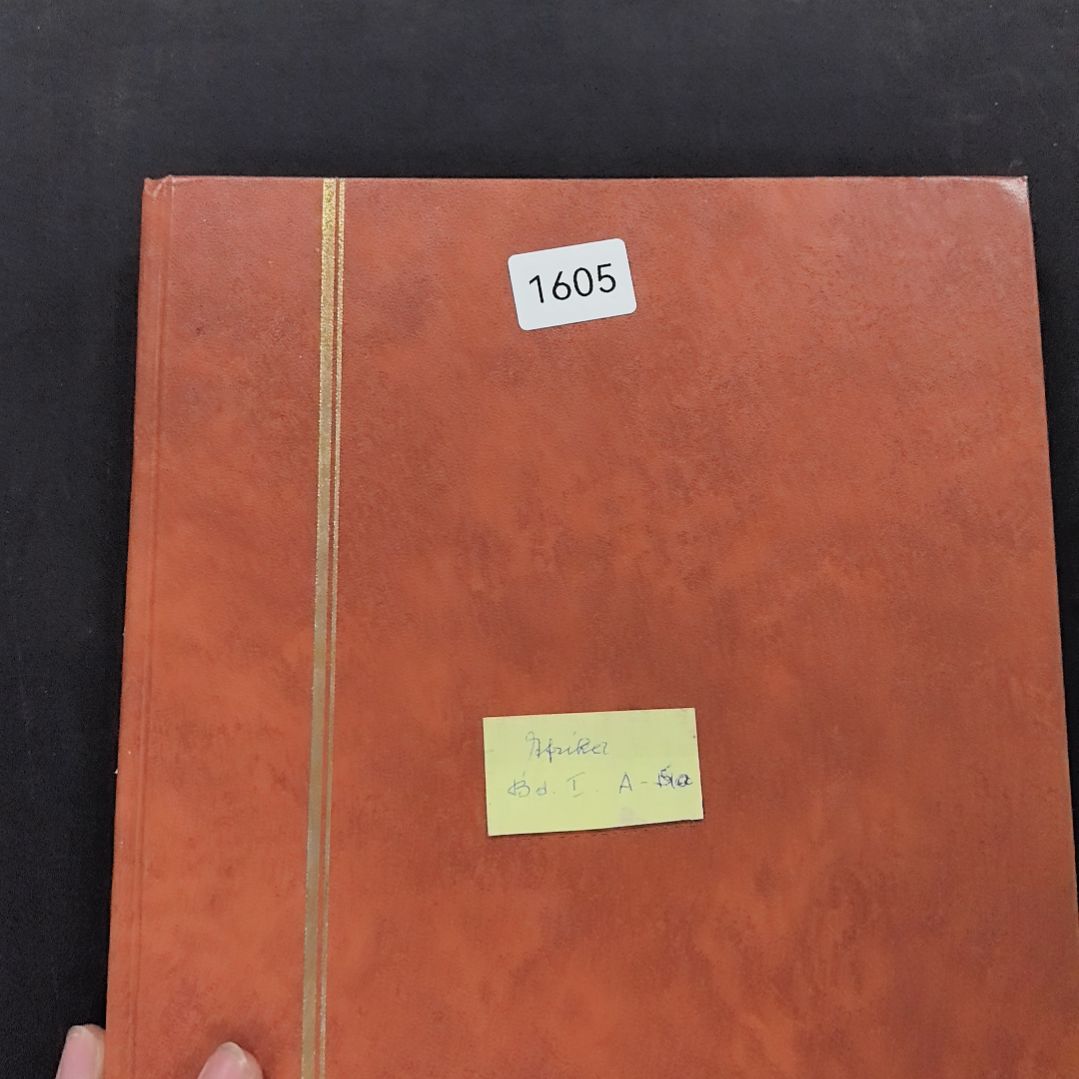 1605
Afrika
Bd. I. A -